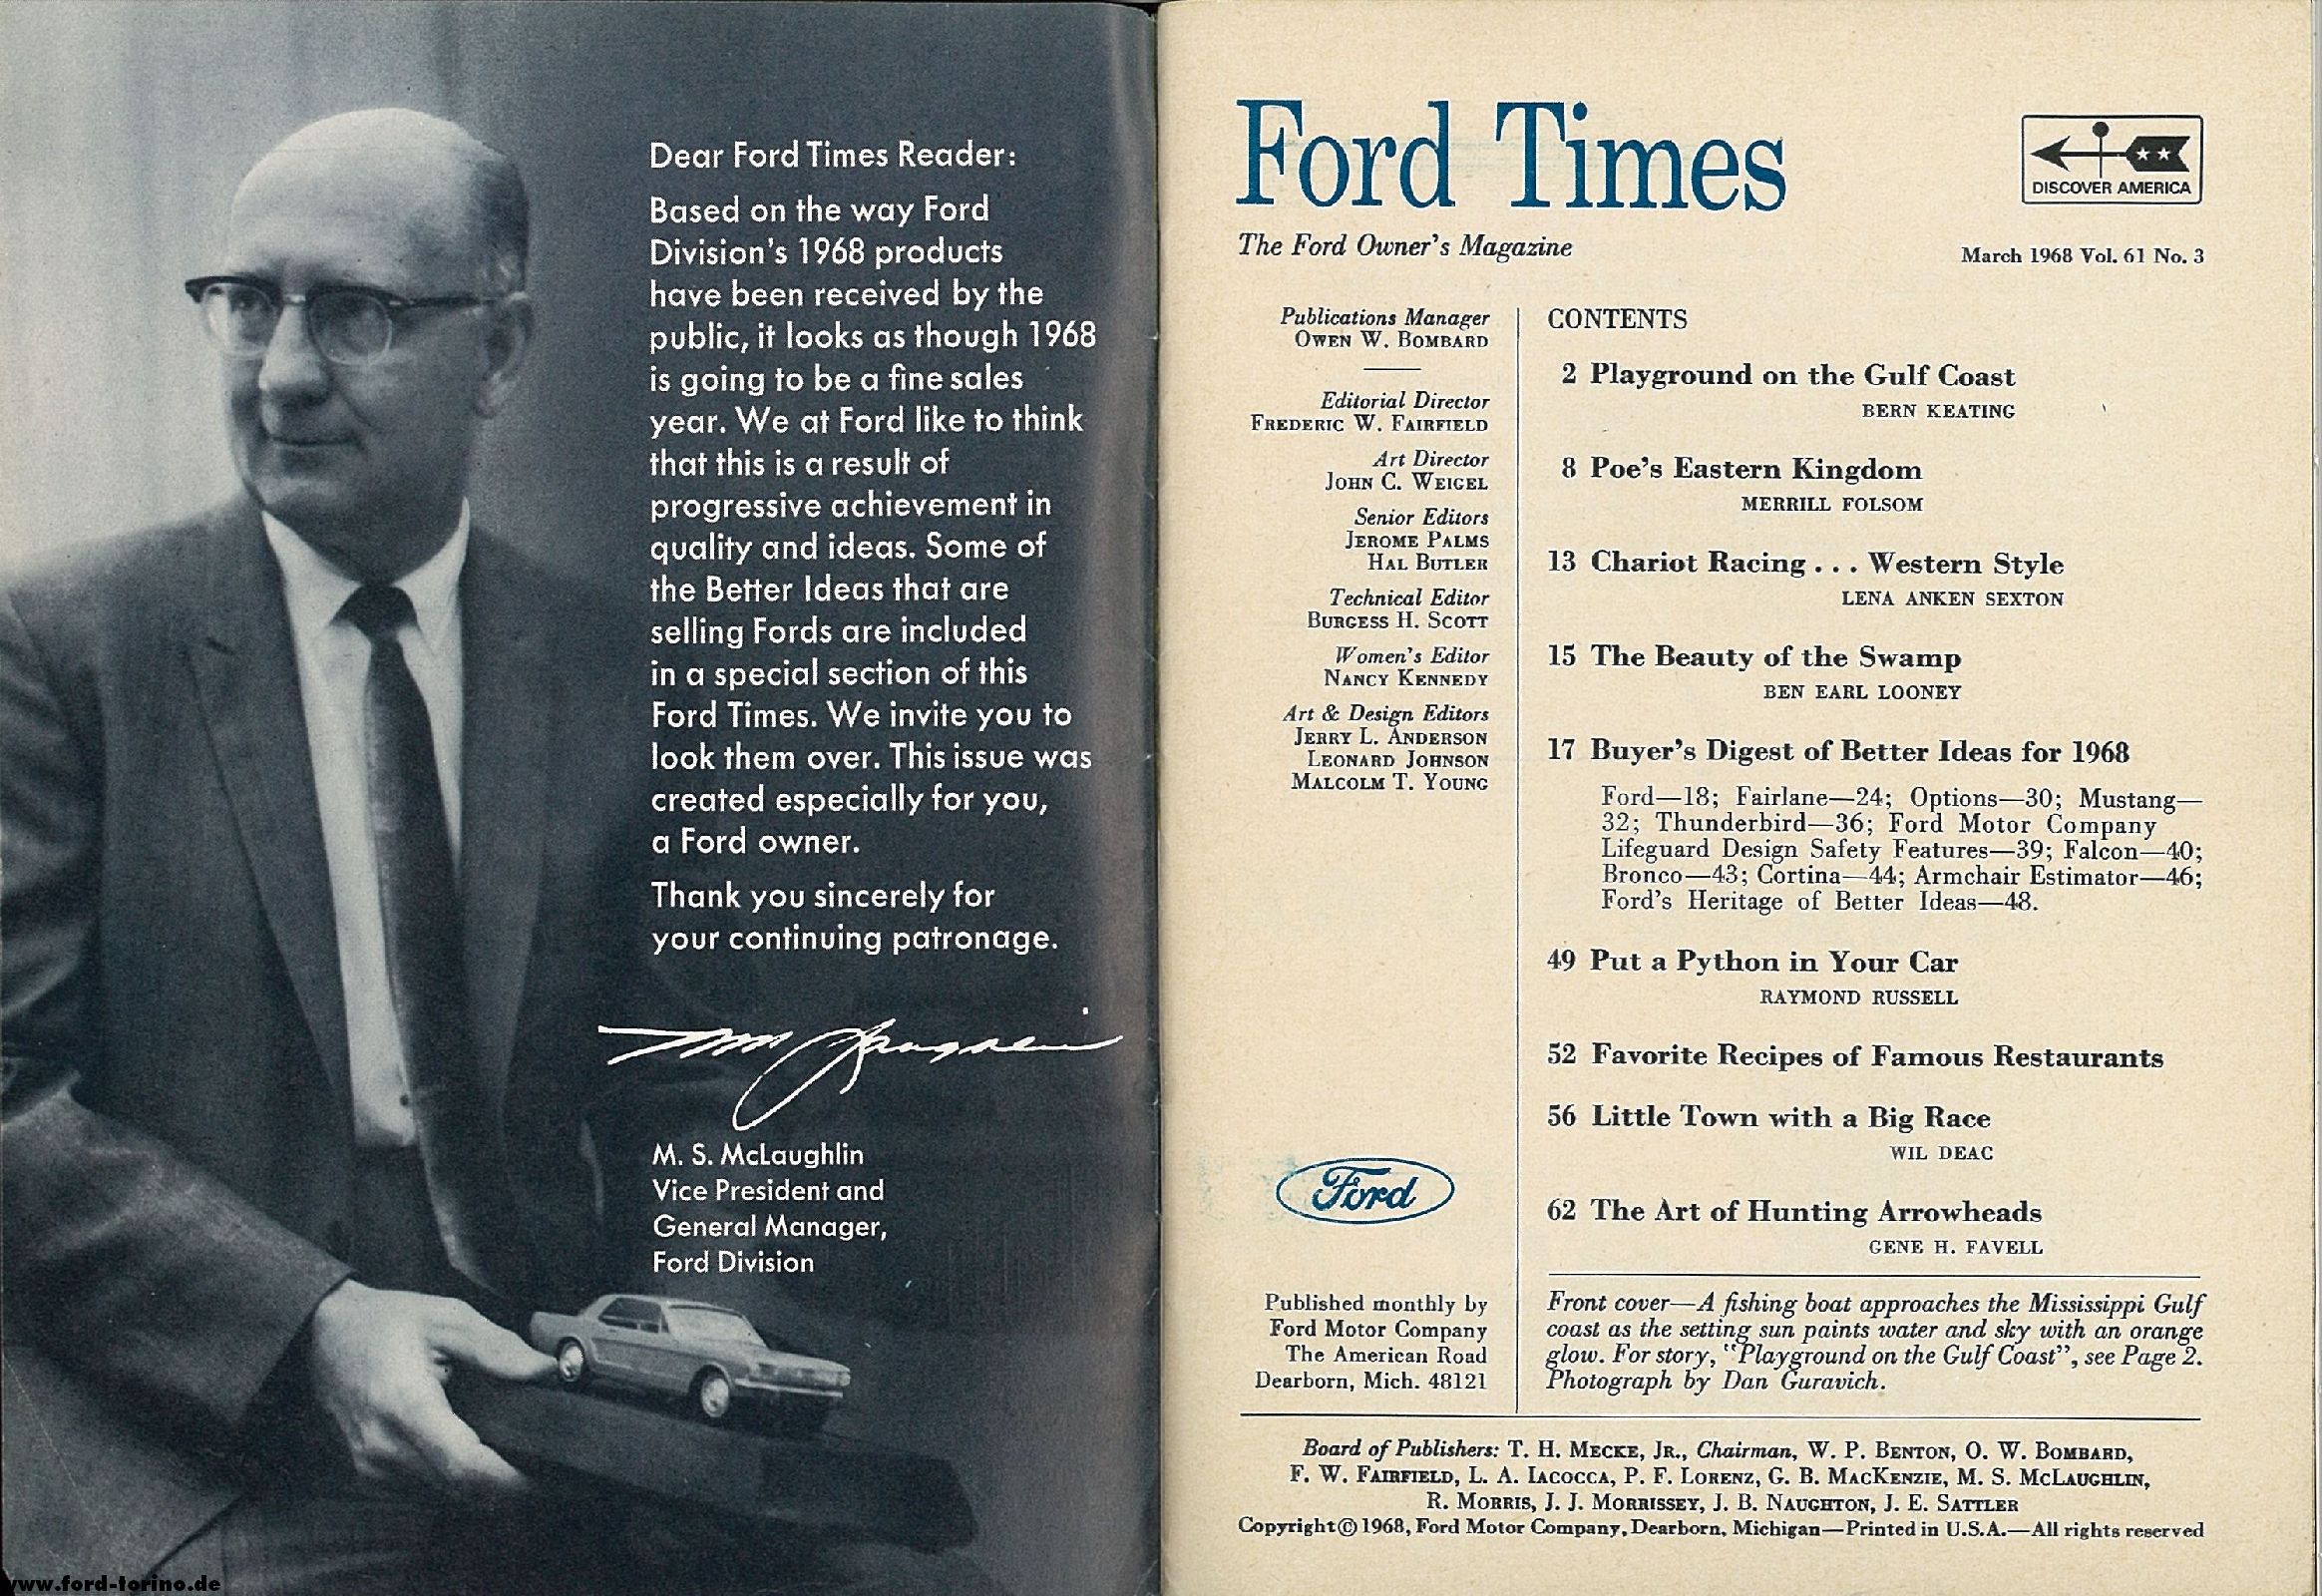 Dear Ford Times Reader:
Based on the way Ford
Division's 1968 products
have been received by the
public, it looks as though 1968
is going to be a fine sales
year. We at Ford like to think
that this is a result of
progressive achievement in
quality and ideas. Some of
the Better Ideas that are
selling Fords are included
in a special section of this
Ford Times. We invite you to
look them over. This issue was
created especially for you,
a Ford owner.
Thank you sincerely for
your continuing patronage.
M. S. McLaughlin
Vice President and
General Manager,
Ford Division
www.ford-torino.de
Ford Times
The Ford Owner's Magazine
DISCOVER AMERICA
March 1968 Vol. 61 No. 3
Publications Manager
OWEN W. BOMBARD
Editorial Director
FREDERIC W. FAIRFIELD
Art Director
JOHN C. WEIGEL
Senior Editors
JEROME PALMS
HAL BUTLER
Technical Editor
BURGESS H. SCOTT
Women's Editor
NANCY KENNEDY
Art & Design Editors
JERRY L. ANDERSON
LEONARD JOHNSON
MALCOLM T. YOUNG
Ford
Published monthly by
Ford Motor Company
The American Road
Dearborn, Mich. 48121
CONTENTS
2 Playground on the Gulf Coast
BERN KEATING
8 Poe's Eastern Kingdom
MERRILL FOLSOM
13 Chariot Racing . . . Western Style
LENA ANKEN SEXTON
15 The Beauty of the Swamp
BEN EARL LOONEY
17 Buyer's Digest of Better Ideas for 1968
Ford—18; Fairlane—24; Options—30; Mustang—
32; Thunderbird—36; Ford Motor Company
Lifeguard Design Safety Features—39; Falcon—40;
Bronco—43; Cortina—44; Armchair Estimator—46;
Ford's Heritage of Better Ideas—48.
49 Put a Python in Your Car
RAYMOND RUSSELL
52 Favorite Recipes of Famous Restaurants
56 Little Town with a Big Race
WIL DEAC
62 The Art of Hunting Arrowheads
GENE H. FAVELL
Front cover—A fishing boat approaches the Mississippi Gulf
coast as the setting sun paints water and sky with an orange
glow. For story, "Playground on the Gulf Coast", see Page 2.
Photograph by Dan Guravich.
Board of Publishers: T. H. MECKE, JR., Chairman, W. P. BENTON, O. W. BOMBARD,
F. W. FAIRFIELD, L. A. IACOCCA, P. F. LORENZ, G. B. MACKENZIE, M. S. MCLAUGHLIN,
R. MORRIS, J. J. MORRISSEY, J. B. NAUGHTON, J. E. SATTLER
Copyright © 1968, Ford Motor Company, Dearborn, Michigan—Printed in U.S.A.—All rights reserved